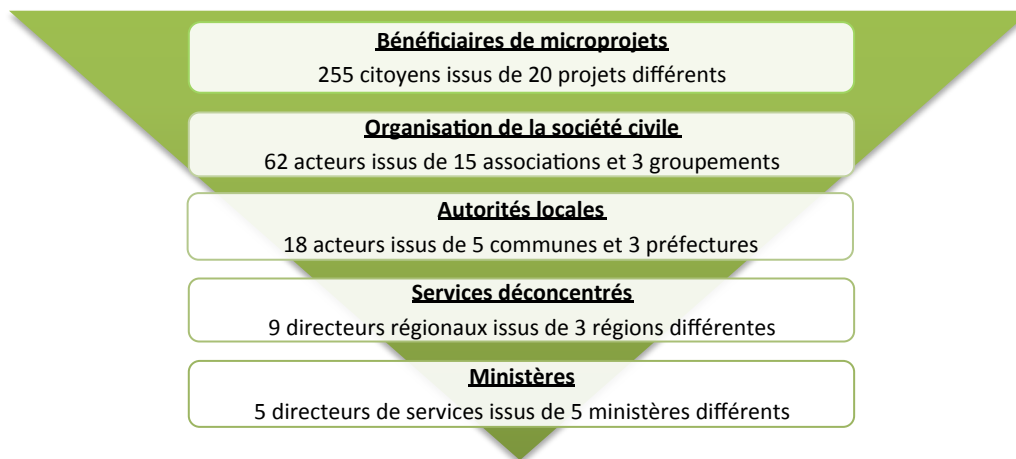 Bénéficiaires de microprojets
255 citoyens issus de 20 projets différents
Organisation de la société civile
62 acteurs issus de 15 associations et 3 groupements
Autorités locales
18 acteurs issus de 5 communes et 3 préfectures
Services déconcentrés
9 directeurs régionaux issus de 3 régions différentes
Ministères
5 directeurs de services issus de 5 ministères différents